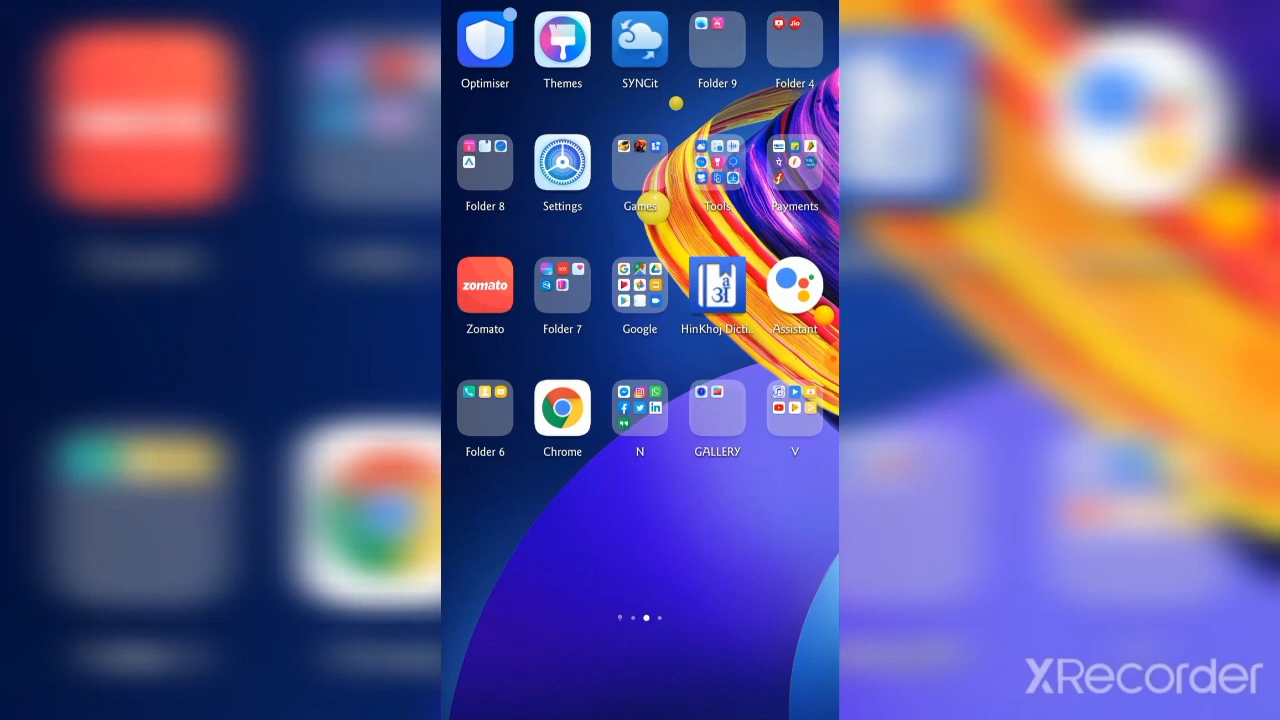 Optimiser Themes SYNCit Folder 9 Folder 4
Jio
Folder 8 Settings Games Tools Payments
zomato
Zomato Folder 7 Google HinKhoj Dicti.. Assistant
Folder 6 Chrome N GALLERY V
XRecorder